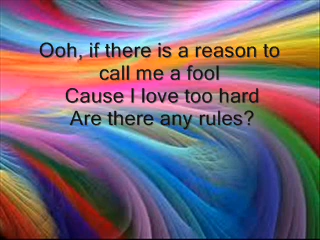 Ooh, if there is a reason to
call me a fool
Cause I love too hard
Are there any rules?